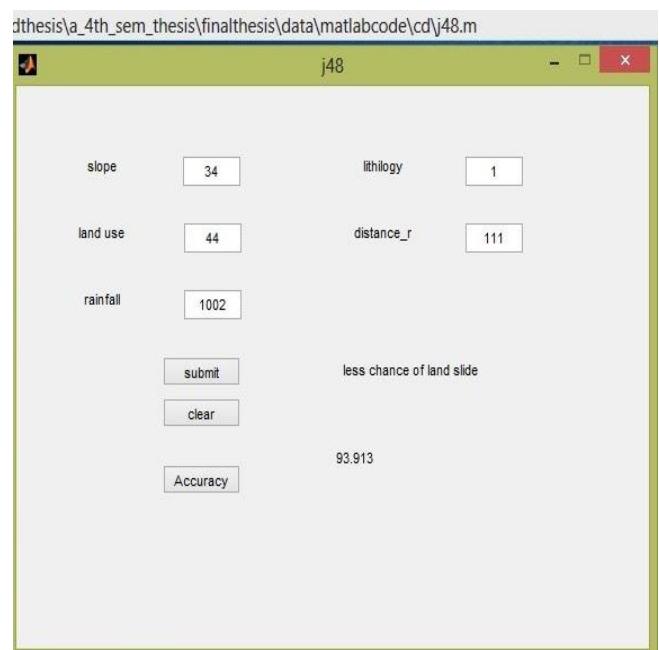 dthesis\a_4th_sem_thesis\finalthesis\data\matlabcode\cd\j48.m
j48
slope 34 lithilogy 1
land use 44 distance_r 111
rainfall 1002
submit less chance of land slide
clear
93.913
Accuracy